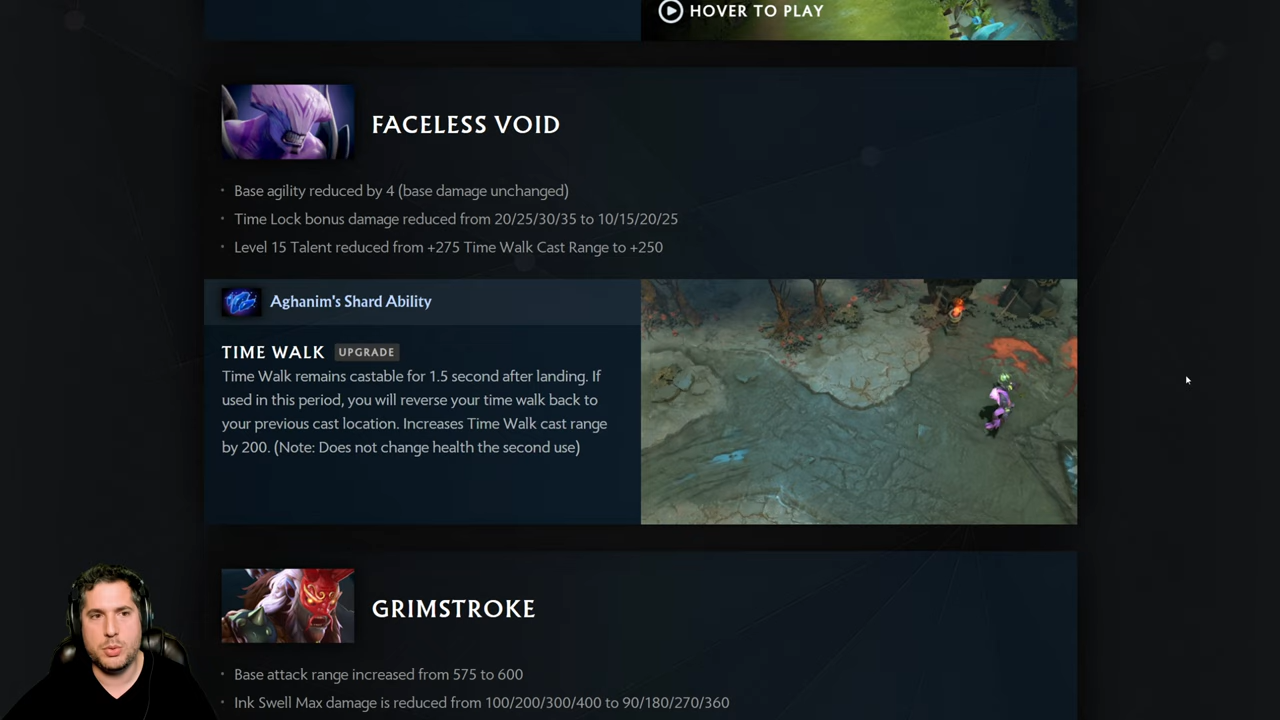 HOVER TO PLAY
FACELESS VOID
• Base agility reduced by 4 (base damage unchanged)
• Time Lock bonus damage reduced from 20/25/30/35 to 10/15/20/25
• Level 15 Talent reduced from +275 Time Walk Cast Range to +250
Aghanim's Shard Ability
TIME WALK UPGRADE
Time Walk remains castable for 1.5 second after landing. If
used in this period, you will reverse your time walk back to
your previous cast location. Increases Time Walk cast range
by 200. (Note: Does not change health the second use)
GRIMSTROKE
• Base attack range increased from 575 to 600
• Ink Swell Max damage is reduced from 100/200/300/400 to 90/180/270/360